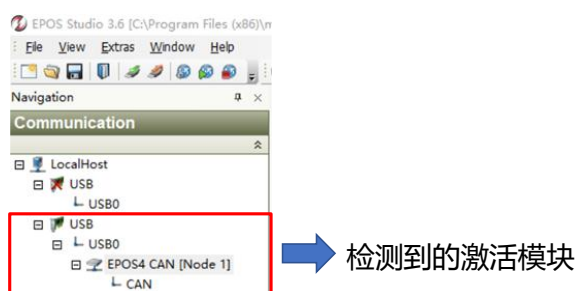 EPOS Studio 3.6 [C:\Program Files (x86)\m
File View Extras Window Help
Navigation
Communication
LocalHost
USB
USB0
USB
USB0
EPOS4 CAN [Node 1]
CAN
检测到的激活模块